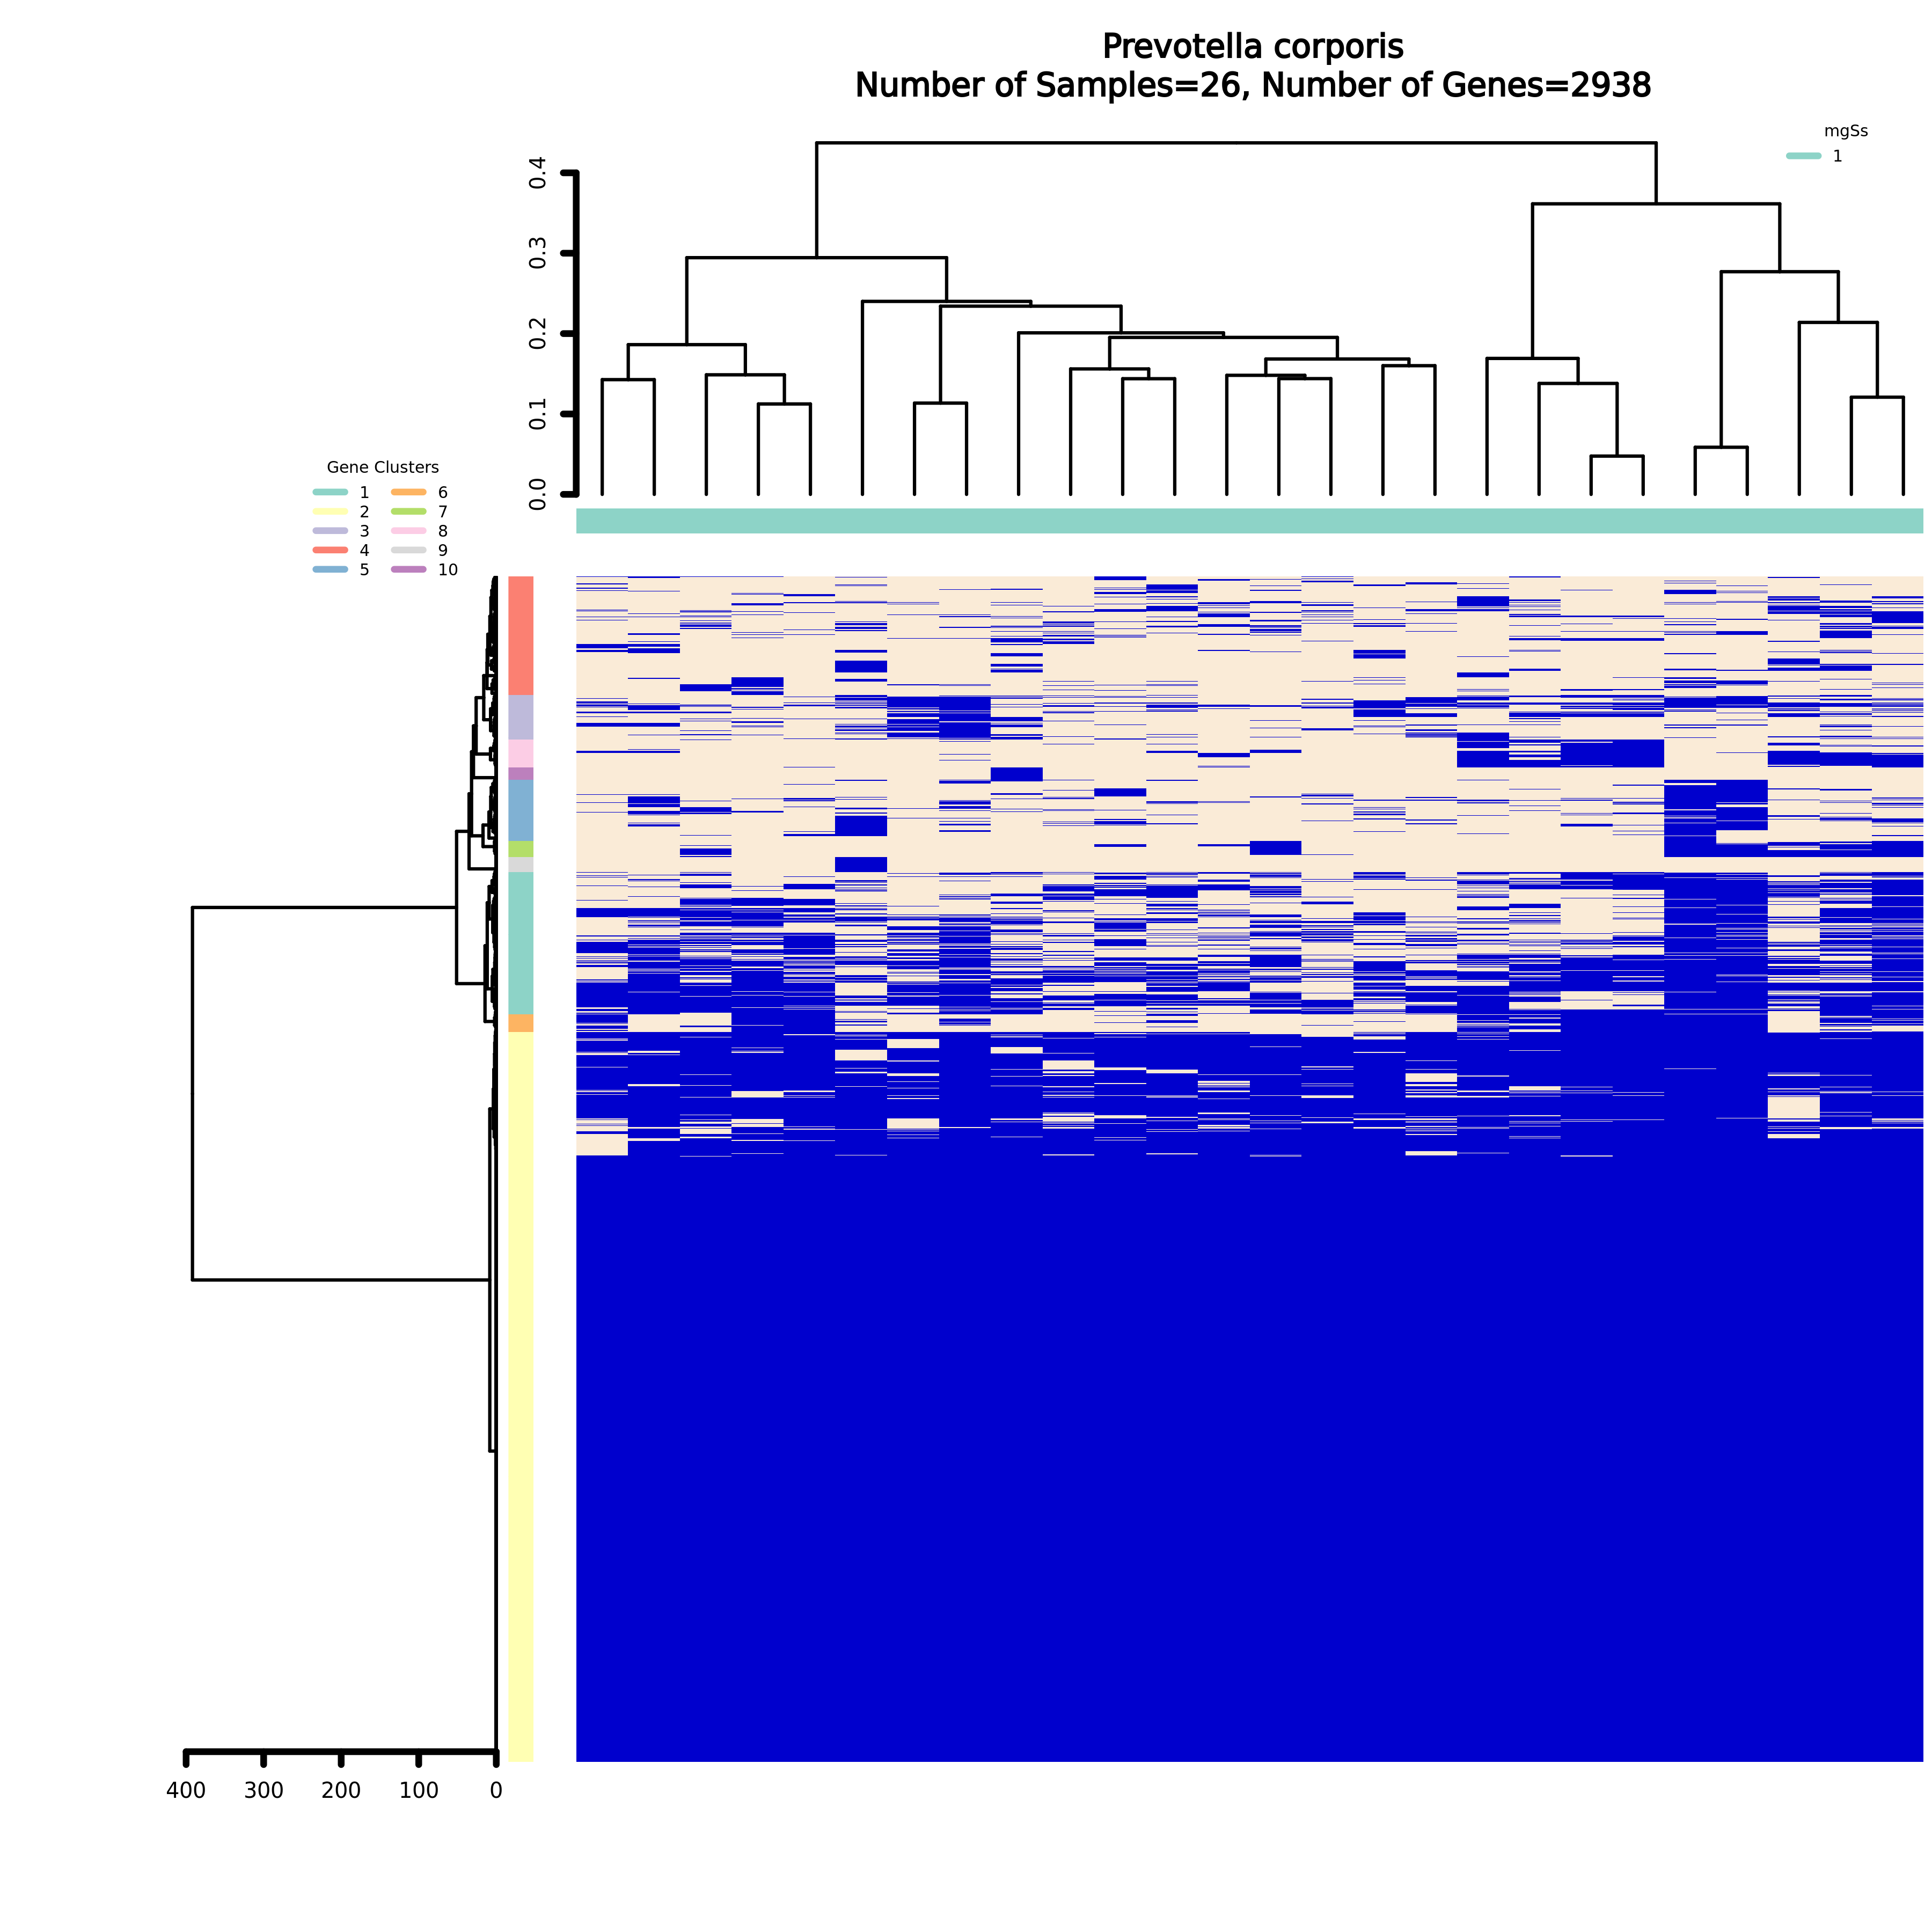 Prevotella corporis
Number of Samples=26, Number of Genes=2938
mgSs
1
0.4
0.3
0.2
0.1
0.0
Gene Clusters
1 6
2 7
3 8
4 9
5 10
400 300 200 100 0